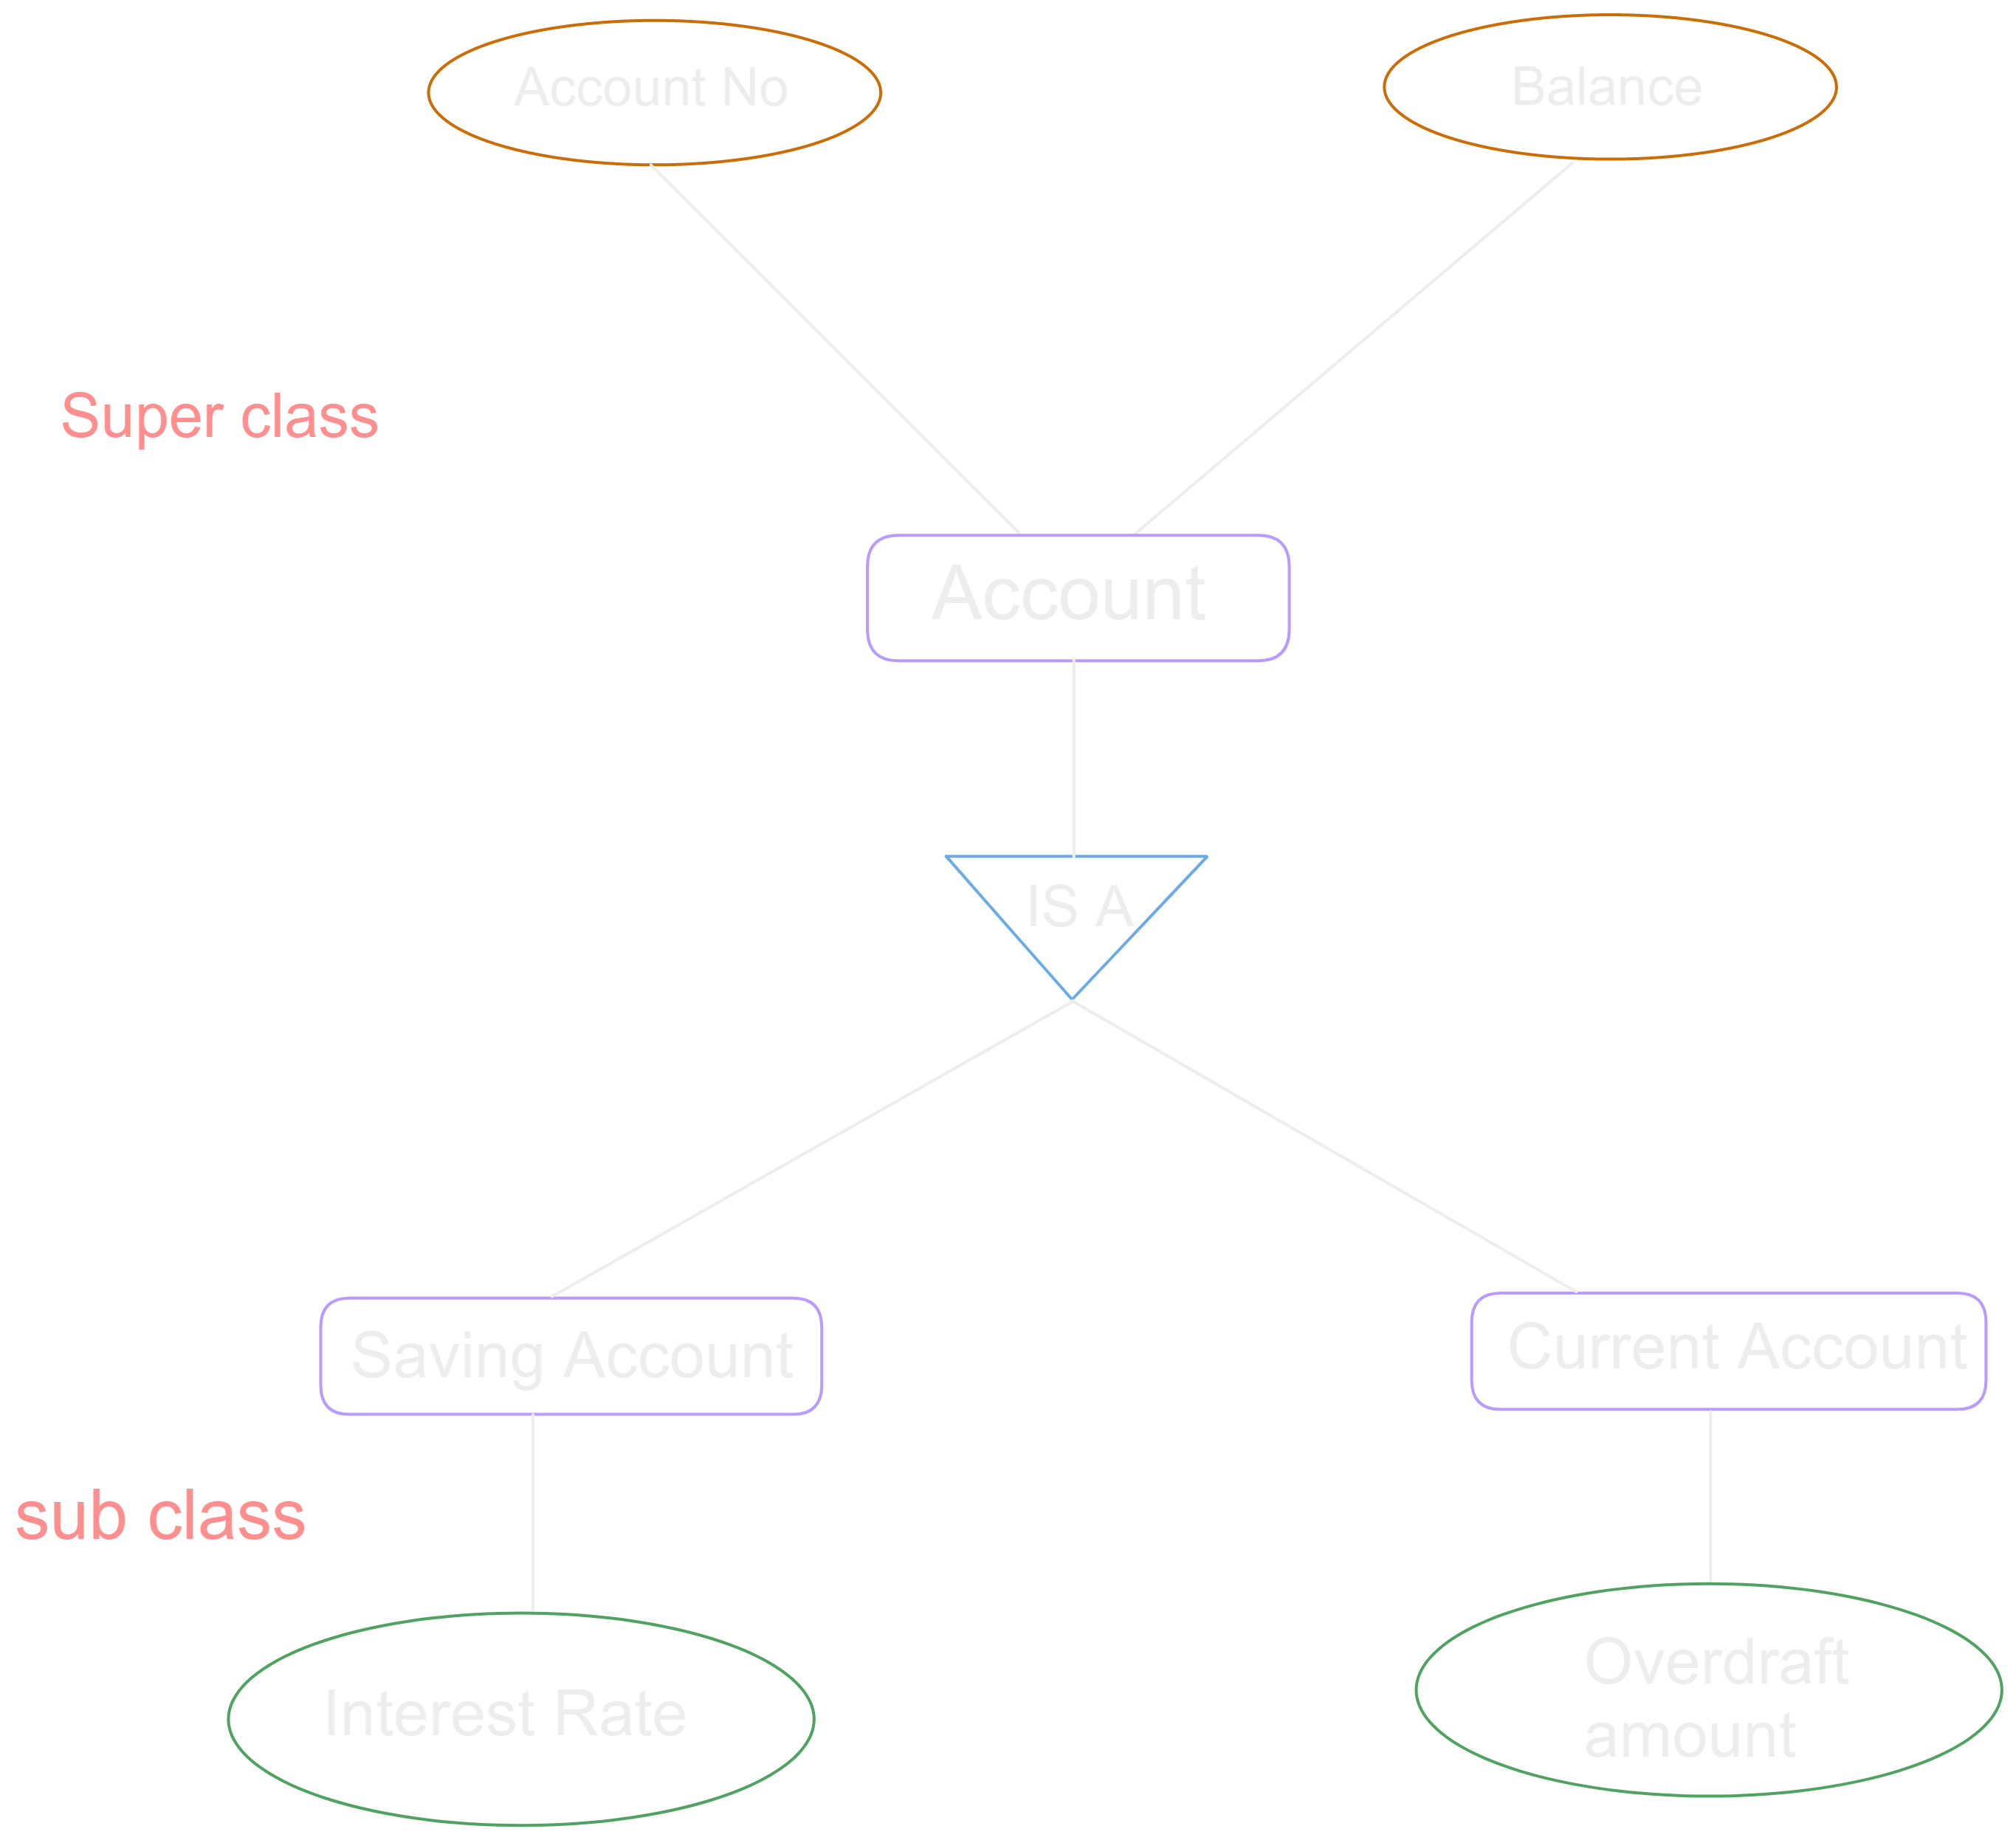 Account No
Balance
Super class
Account
IS A
Saving Account
Current Account
sub class
Interest Rate
Overdraft
amount